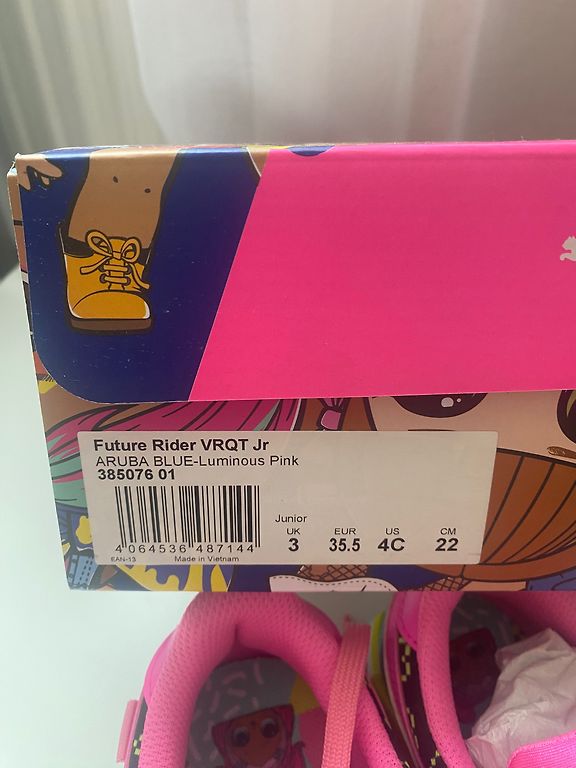 Future Rider VRQT Jr
ARUBA BLUE-Luminous Pink
385076 01
Junior
UK EUR US CM
3 35.5 4C 22
4 064536 487144
EAN-13 Made in Vietnam